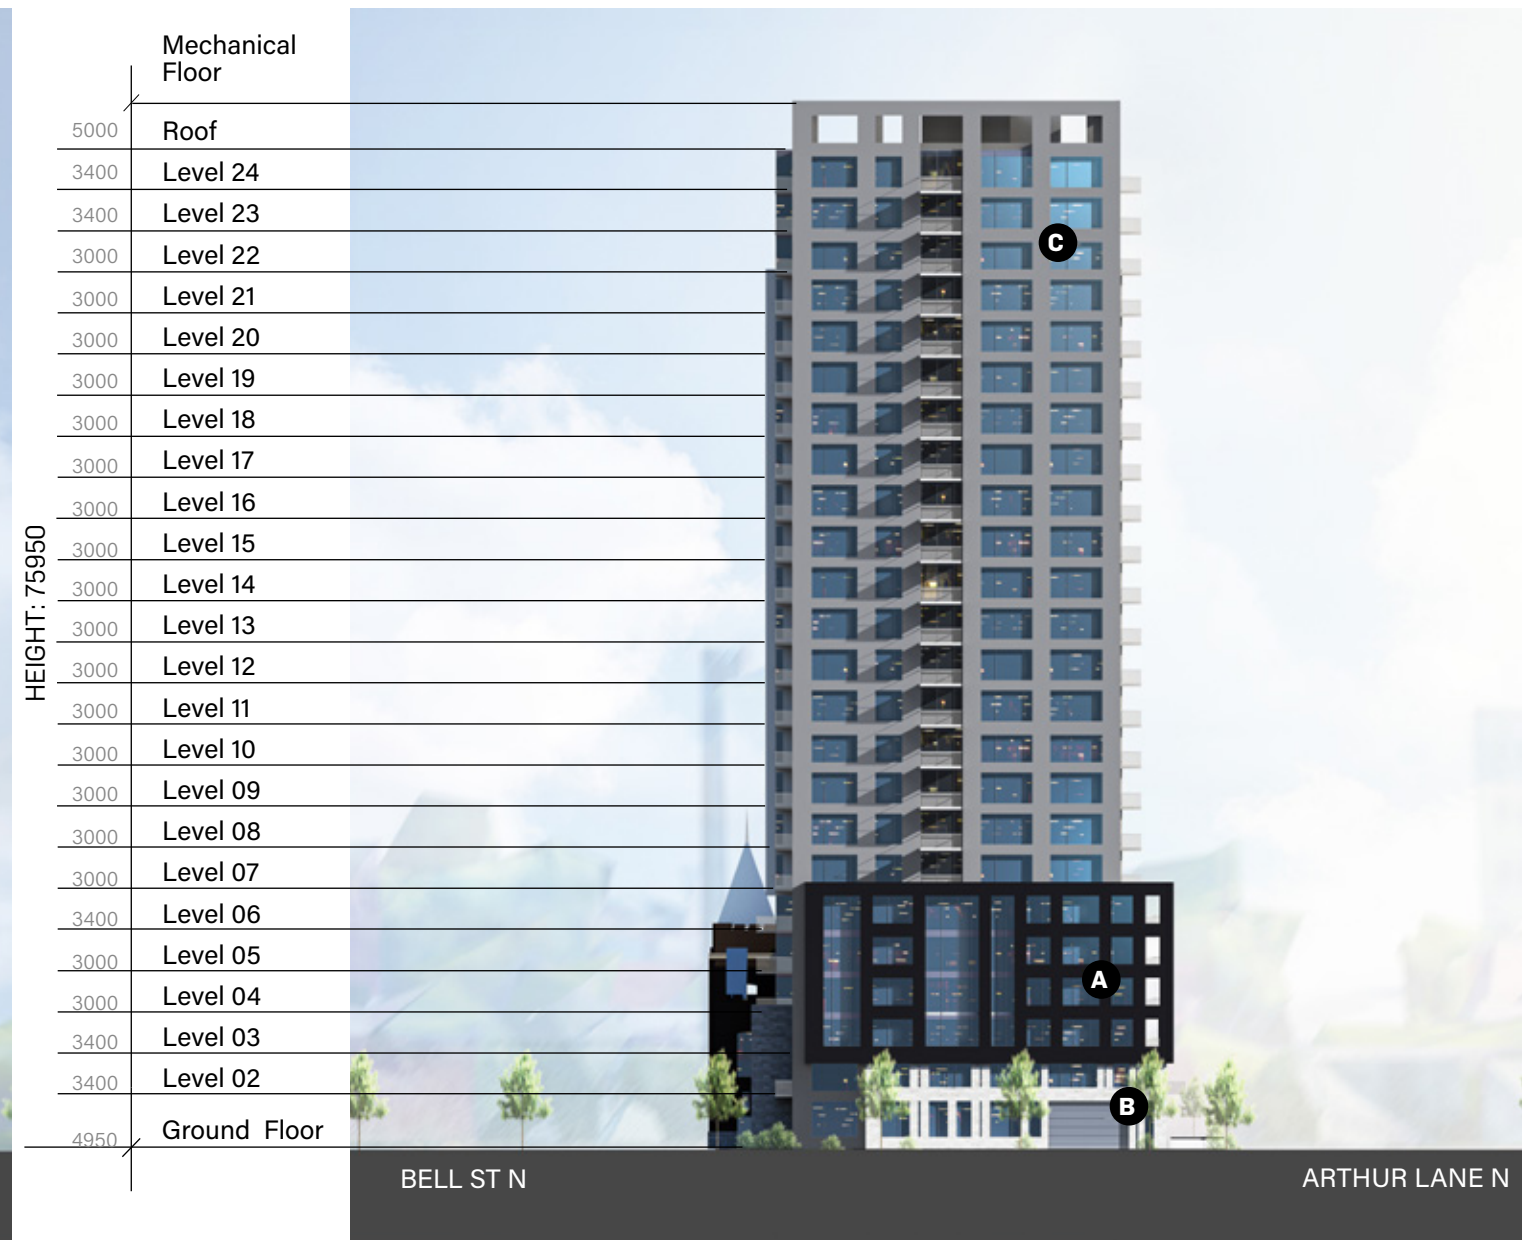 Mechanical
Floor
5000 Roof
3400 Level 24
3400 Level 23
3000 Level 22
3000 Level 21
3000 Level 20
3000 Level 19
3000 Level 18
3000 Level 17
3000 Level 16
3000 Level 15
3000 Level 14
3000 Level 13
3000 Level 12
3000 Level 11
3000 Level 10
3000 Level 09
3000 Level 08
3000 Level 07
3400 Level 06
3000 Level 05
3000 Level 04
3400 Level 03
3400 Level 02
4950 Ground Floor
HEIGHT: 75950
C
A
B
BELL ST N
ARTHUR LANE N